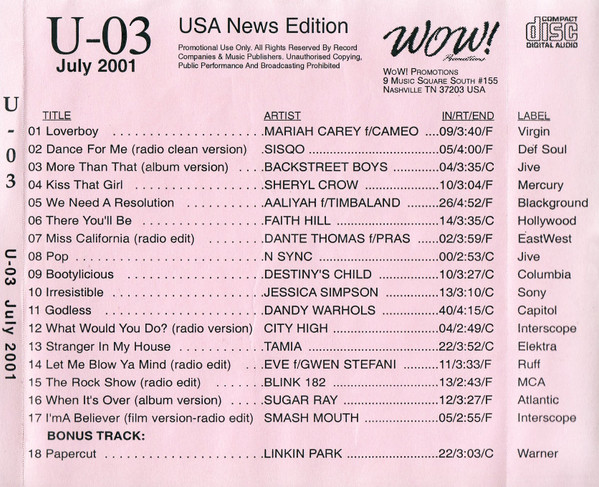 U-03
July 2001
USA News Edition
Promotional Use Only. All Rights Reserved By Record
Companies & Music Publishers. Unauthorised Copying,
Public Performance And Broadcasting Prohibited
WOW!
Promotions
WOW! PROMOTIONS
9 MUSIC SQUARE SOUTH #155
NASHVILLE TN 37203 USA
COMPACT
disc
DIGITAL AUDIO
U-03
U-03 July 2001
TITLE ARTIST IN/RT/END LABEL
01 Loverboy . . . . . . . . . . . . . . . . . . . . .MARIAH CAREY f/CAMEO ....09/3:40/F Virgin
02 Dance For Me (radio clean version) SISQO ............................05/4:00/F Def Soul
03 More Than That (album version) . . . .BACKSTREET BOYS ............04/3:35/C Jive
04 Kiss That Girl . . . . . . . . . . . . . . . . . .SHERYL CROW ..................10/3:04/F Mercury
05 We Need A Resolution . . . . . . . . . .AALIYAH f/TIMBALAND ......26/4:52/F Blackground
06 There You'll Be . . . . . . . . . . . . . . . . .FAITH HILL ........................14/3:35/C Hollywood
07 Miss California (radio edit) . . . . . . . .DANTE THOMAS f/PRAS ....02/3:59/F EastWest
08 Pop . . . . . . . . . . . . . . . . . . . . . . . . .N SYNC ..............................00/2:53/C Jive
09 Bootylicious . . . . . . . . . . . . . . . . . . .DESTINY'S CHILD ..............10/3:27/C Columbia
10 Irresistible . . . . . . . . . . . . . . . . . . . .JESSICA SIMPSON ............13/3:10/C Sony
11 Godless . . . . . . . . . . . . . . . . . . . . . .DANDY WARHOLS ............40/4:15/C Capitol
12 What Would You Do? (radio version) CITY HIGH ........................04/2:49/C Interscope
13 Stranger In My House . . . . . . . . . . .TAMIA ................................22/3:52/C Elektra
14 Let Me Blow Ya Mind (radio edit) . . . .EVE f/GWEN STEFANI ......11/3:33/F Ruff
15 The Rock Show (radio edit) . . . . . . .BLINK 182 ........................13/2:43/F MCA
16 When It's Over (album version) . . . . .SUGAR RAY ......................12/3:27/F Atlantic
17 I'mA Believer (film version-radio edit) SMASH MOUTH ................05/2:55/F Interscope
BONUS TRACK:
18 Papercut . . . . . . . . . . . . . . . . . . . . .LINKIN PARK ....................22/3:03/C Warner